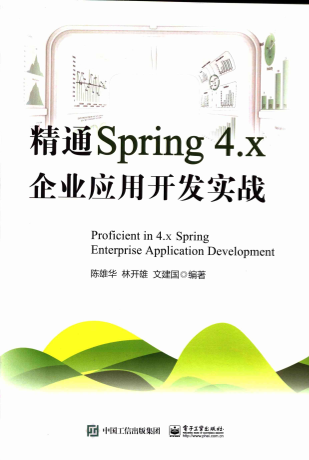 精通Spring 4.x
企业应用开发实战
Proficient in 4.x Spring
Enterprise Application Development
陈雄华 林开雄 文建国◎编著
中国工信出版集团
电子工业出版社